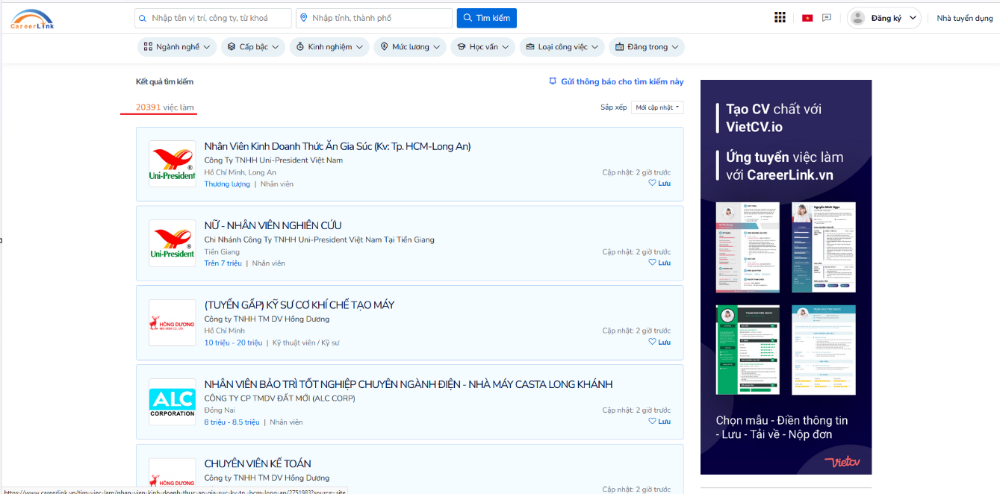 CareerLink
Nhập tên vị trí, công ty, từ khoá
Nhập tỉnh, thành phố
Tìm kiếm
Đăng ký
Nhà tuyển dụng
Ngành nghề
Cấp bậc
Kinh nghiệm
Mức lương
Học vấn
Loại công việc
Đăng trong
Kết quả tìm kiếm
Gửi thông báo cho tìm kiếm này
20391 việc làm
Sắp xếp
Mới cập nhật
Uni-President
Nhân Viên Kinh Doanh Thức Ăn Gia Súc (Kv: Tp. HCM-Long An)
Công Ty TNHH Uni-President Việt Nam
Hồ Chí Minh, Long An
Thương lượng | Nhân viên
Cập nhật: 2 giờ trước
Lưu
Uni-President
NỮ - NHÂN VIÊN NGHIÊN CỨU
Chi Nhánh Công Ty TNHH Uni-President Việt Nam Tại Tiền Giang
Tiền Giang
Trên 7 triệu | Nhân viên
Cập nhật: 2 giờ trước
Lưu
HỒNG DƯƠNG
(TUYỂN GẤP) KỸ SƯ CƠ KHÍ CHẾ TẠO MÁY
Công ty TNHH TM DV Hồng Dương
Hồ Chí Minh
10 triệu - 20 triệu | Kỹ thuật viên / Kỹ sư
Cập nhật: 2 giờ trước
Lưu
ALC
CORPORATION
NHÂN VIÊN BẢO TRÌ TỐT NGHIỆP CHUYÊN NGÀNH ĐIỆN - NHÀ MÁY CASTA LONG KHÁNH
CÔNG TY CP TMDV ĐẤT MỚI (ALC CORP)
Đồng Nai
8 triệu - 8.5 triệu | Nhân viên
Cập nhật: 2 giờ trước
Lưu
HỒNG DƯƠNG
CHUYÊN VIÊN KẾ TOÁN
Công ty TNHH TM DV Hồng Dương
Cập nhật: 2 giờ trước
https://www.careerlink.vn/tim-viec-lam/nhan-vien-kinh-doanh-thuc-an-gia-suc-kv-tp.-hcm-long-an/2751983?source=site
Tạo CV chất với
VietCV.io
Ứng tuyển việc làm
với CareerLink.vn
Chọn mẫu - Điền thông tin
- Lưu - Tải về - Nộp đơn
Vietcv